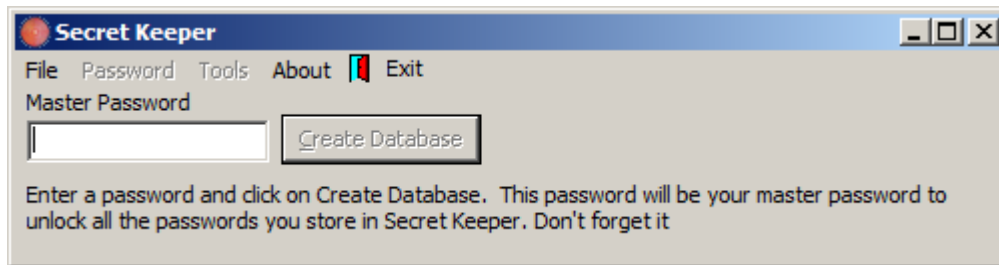 Secret Keeper
File Password Tools About Exit
Master Password
Create Database
Enter a password and click on Create Database.  This password will be your master password to
unlock all the passwords you store in Secret Keeper. Don't forget it